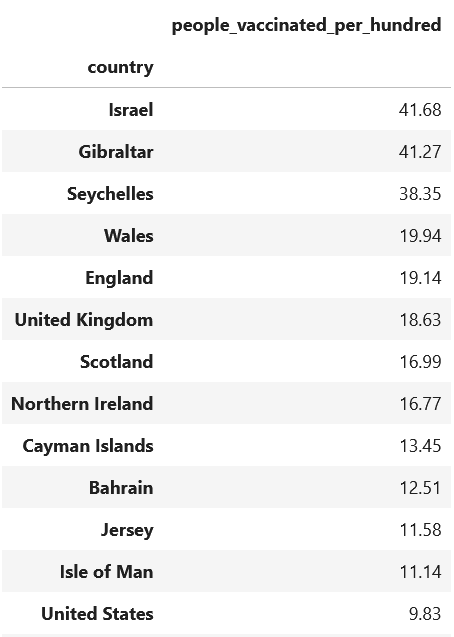 people_vaccinated_per_hundred
country
Israel 41.68
Gibraltar 41.27
Seychelles 38.35
Wales 19.94
England 19.14
United Kingdom 18.63
Scotland 16.99
Northern Ireland 16.77
Cayman Islands 13.45
Bahrain 12.51
Jersey 11.58
Isle of Man 11.14
United States 9.83